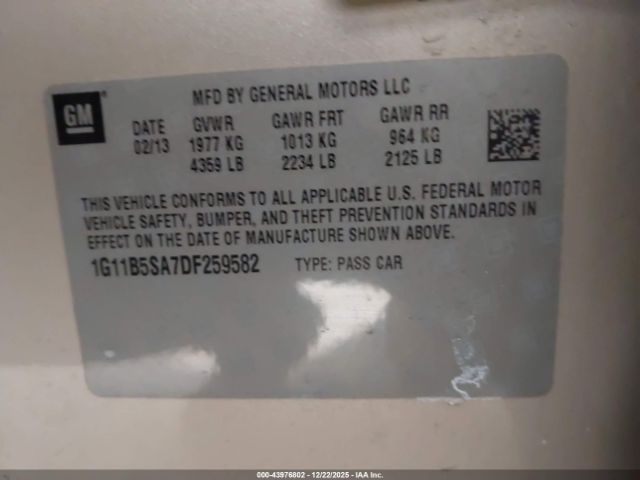 GM®
MFD BY GENERAL MOTORS LLC
DATE GVWR GAWR FRT GAWR RR
02/13 1977 KG 1013 KG 964 KG
4359 LB 2234 LB 2125 LB
THIS VEHICLE CONFORMS TO ALL APPLICABLE U.S. FEDERAL MOTOR
VEHICLE SAFETY, BUMPER, AND THEFT PREVENTION STANDARDS IN
EFFECT ON THE DATE OF MANUFACTURE SHOWN ABOVE.
1G11B5SA7DF259582 TYPE: PASS CAR
000-43976802 - 12/22/2025 - IAA Inc.